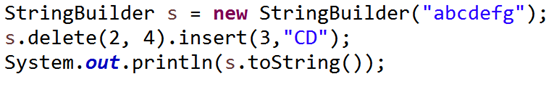 StringBuilder s = new StringBuilder("abcdefg");
s.delete(2, 4).insert(3,"CD");
System.out.println(s.toString());